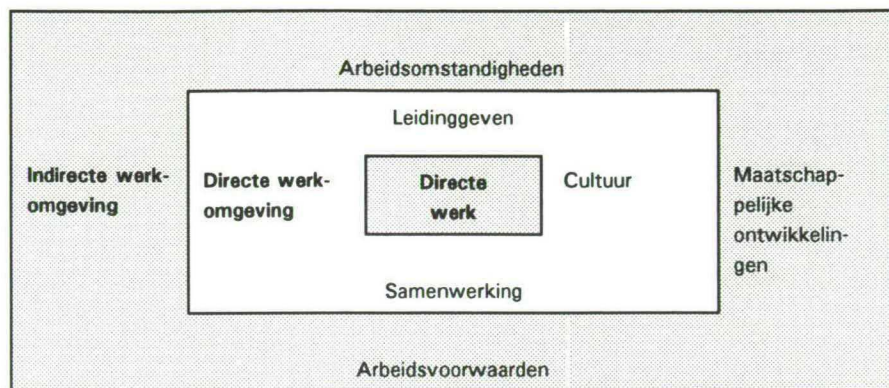 Arbeidsomstandigheden
Leidinggeven
Indirecte werk-
omgeving
Directe werk-
omgeving
Directe
werk
Cultuur
Maatschap-
pelijke
ontwikkelin-
gen
Samenwerking
Arbeidsvoorwaarden